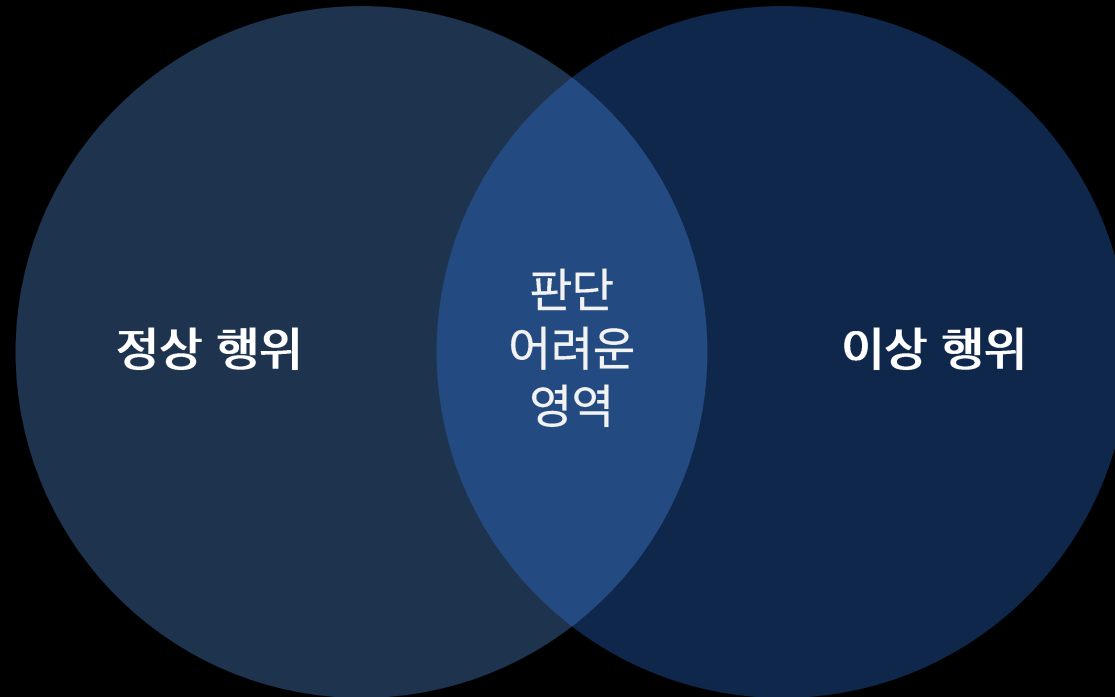 정상 행위
판단
어려운
영역
이상 행위